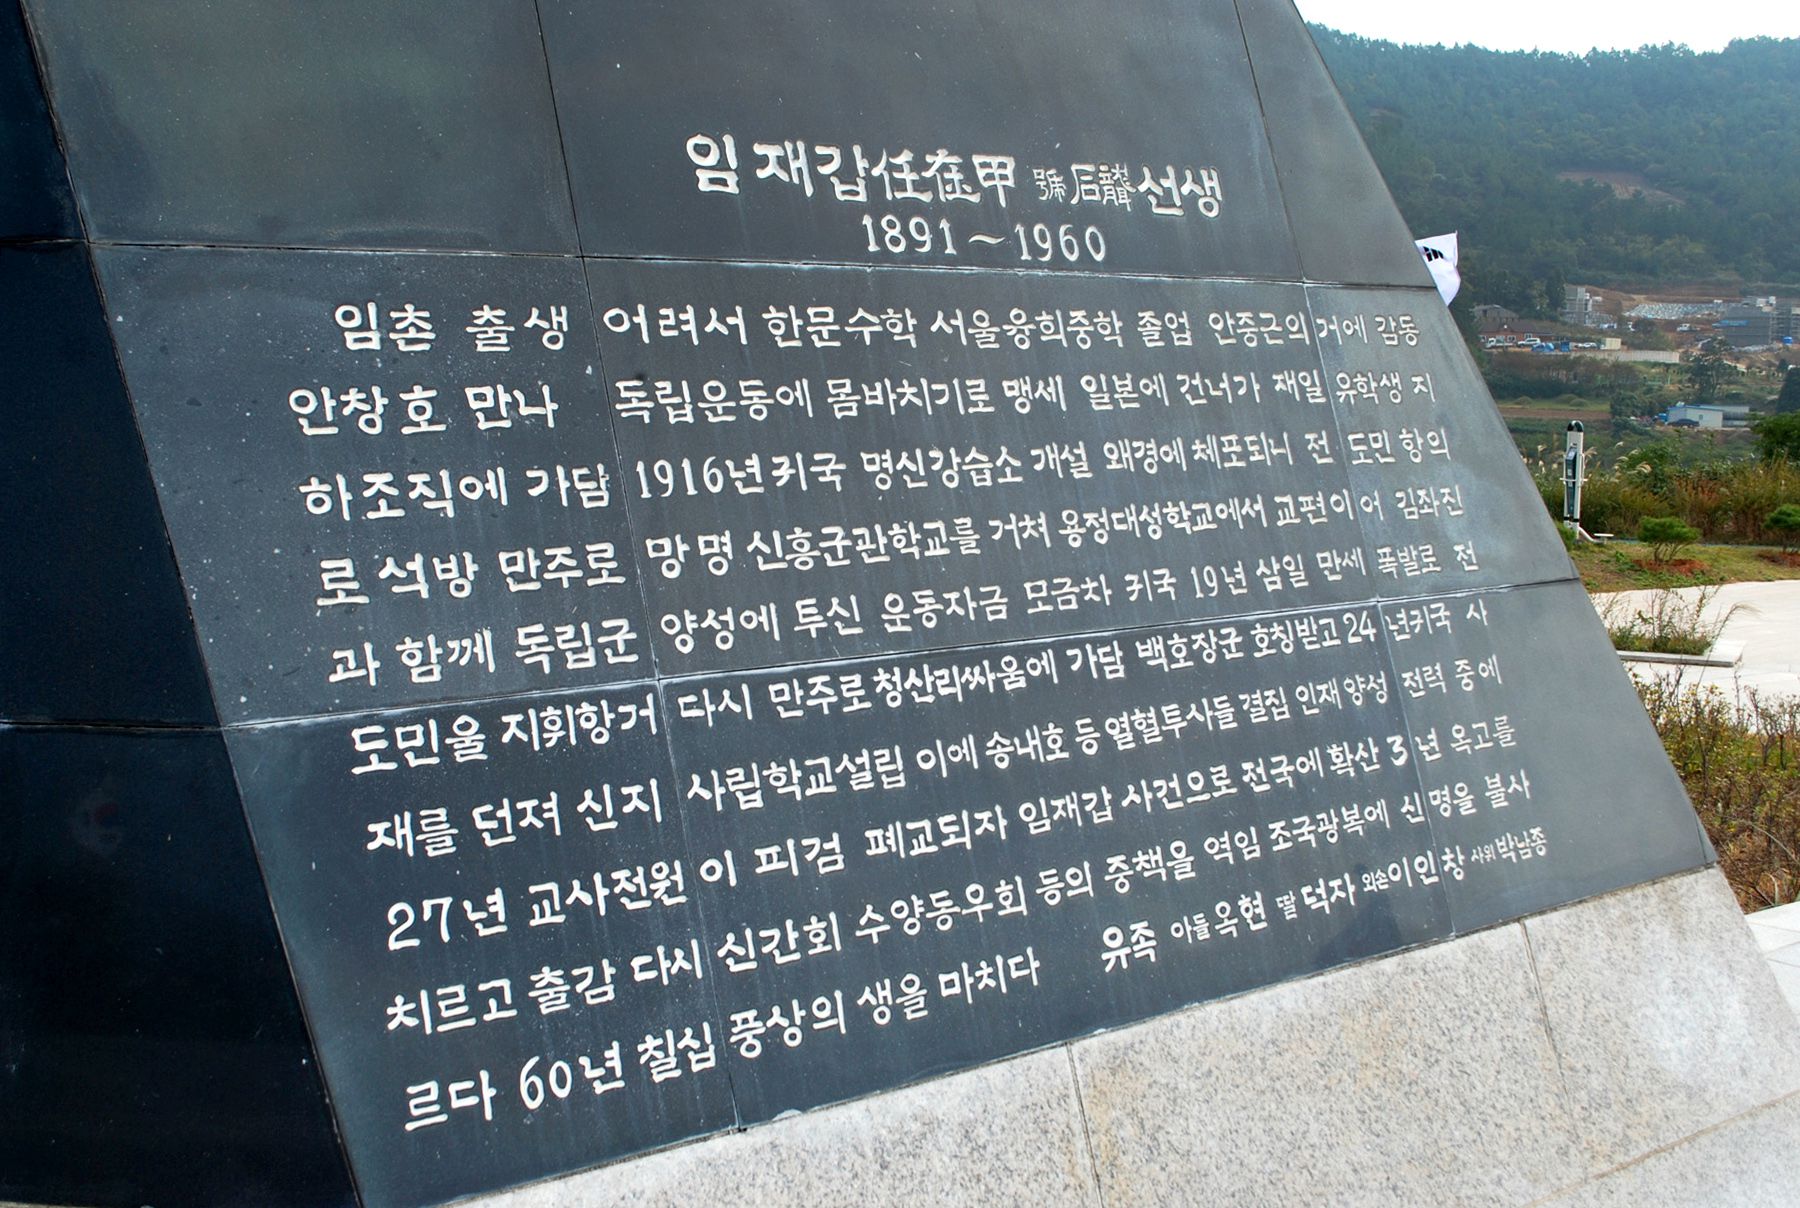 임재갑任在甲 號后龍 선생
1891~1960
임촌 출생 어려서 한문수학 서울융희중학 졸업 안중근의 거에 감동
안창호 만나 독립운동에 몸바치기로 맹세 일본에 건너가 재일 유학생 지
하조직에 가담 1916년귀국 명신강습소 개설 왜경에 체포되니 전 도민 항의
로 석방 만주로 망명 신흥군관학교를 거쳐 용정대성학교에서 교편이어 김좌진
과 함께 독립군 양성에 투신 운동자금 모금차 귀국 19년 삼일 만세 폭발로 전
도민을 지휘항거 다시 만주로청산리싸움에 가담 백호장군 호칭받고 24년귀국 사
재를 던져 신지 사립학교설립 이에 송내호 등 열혈투사들 결집 인재양성 전력 중에
27년 교사전원이 피검 폐교되자 임재갑 사건으로 전국에 확산 3년 옥고를
치르고 출감 다시 신간회 수양동우회 등의 중책을 역임 조국광복에 신명을 불사
르다 60년 칠십 풍상의 생을 마치다 유족 아들옥현 딸덕자 외손이인창 사위박남종